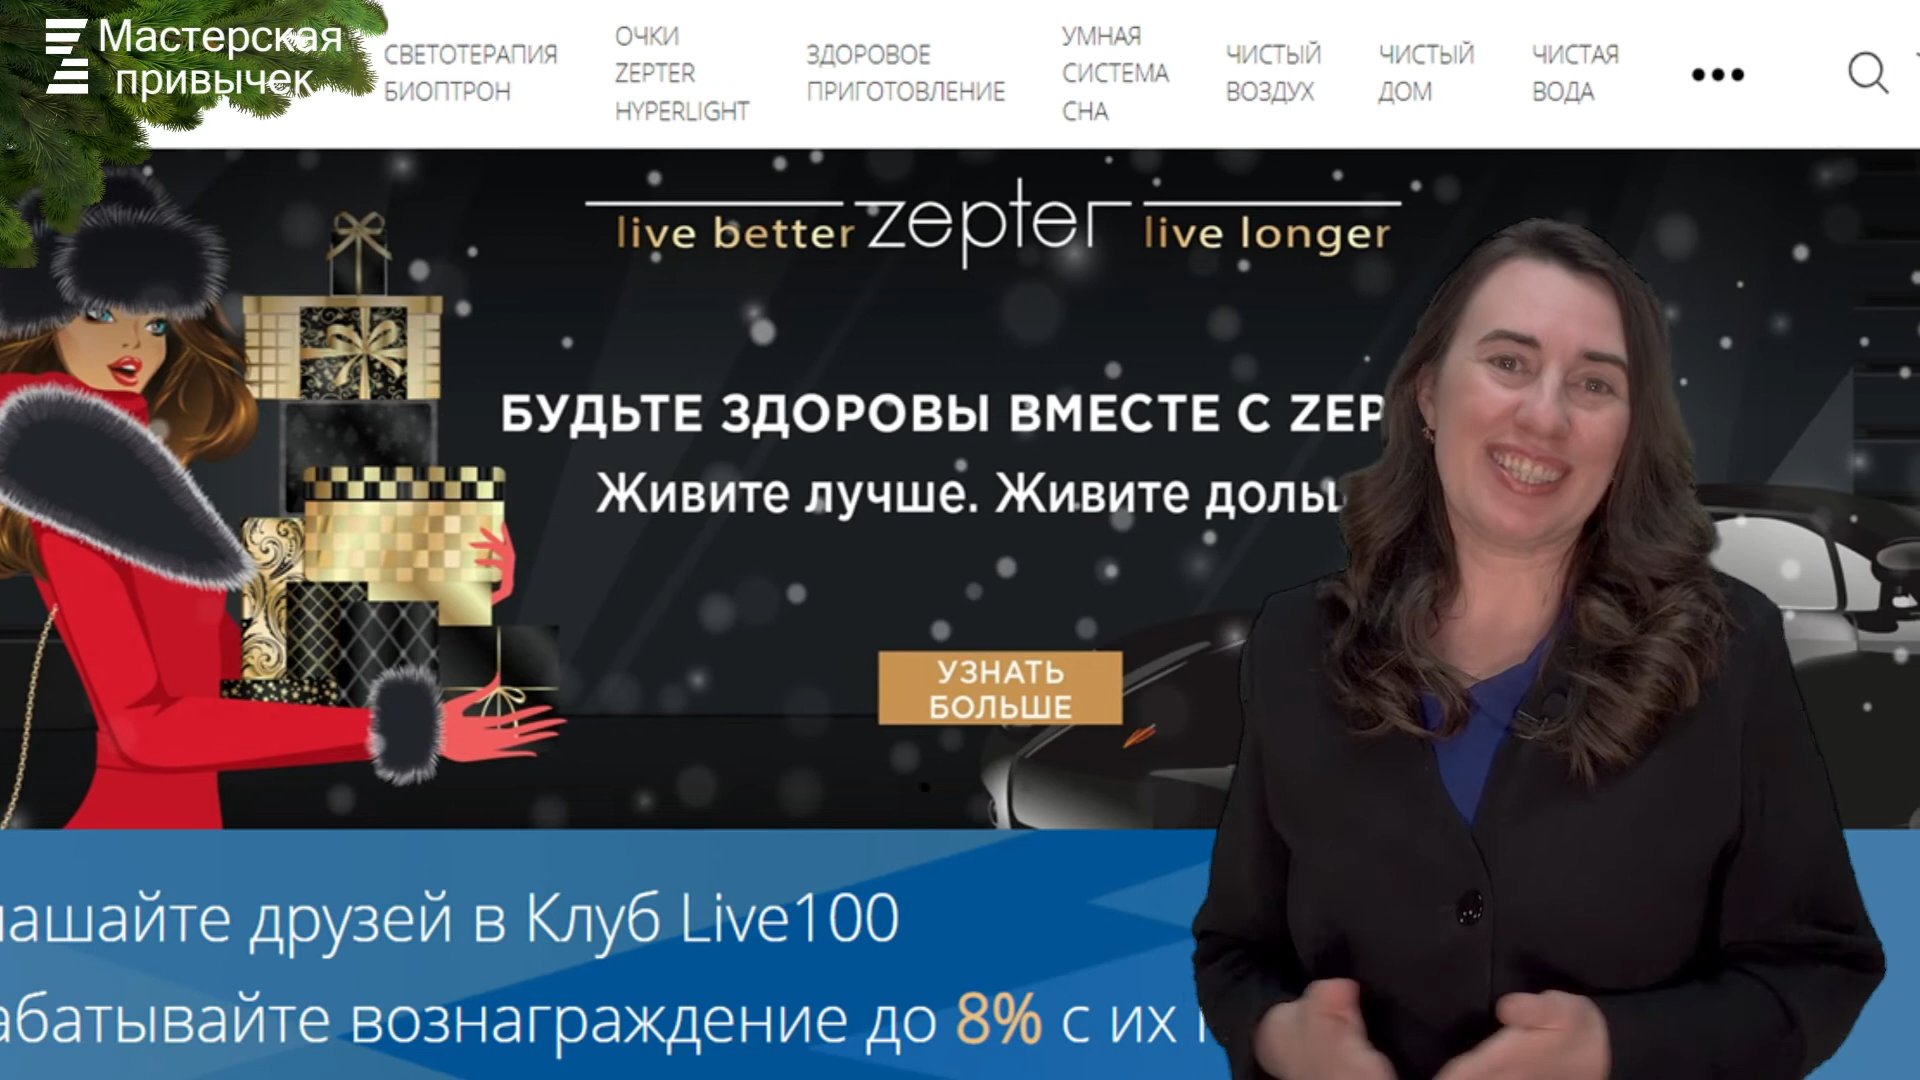 Мастерская
привычек
СВЕТОТЕРАПИЯ
БИОПТРОН
ОЧКИ
ZEPTER
HYPERLIGHT
ЗДОРОВОЕ
ПРИГОТОВЛЕНИЕ
УМНАЯ
СИСТЕМА
СНА
ЧИСТЫЙ
ВОЗДУХ
ЧИСТЫЙ
ДОМ
ЧИСТАЯ
ВОДА
live better zepter live longer
БУДЬТЕ ЗДОРОВЫ ВМЕСТЕ С ZEP
Живите лучше. Живите доль
УЗНАТЬ
БОЛЬШЕ
лашайте друзей в Клуб Live100
абатывайте вознаграждение до 8% с их